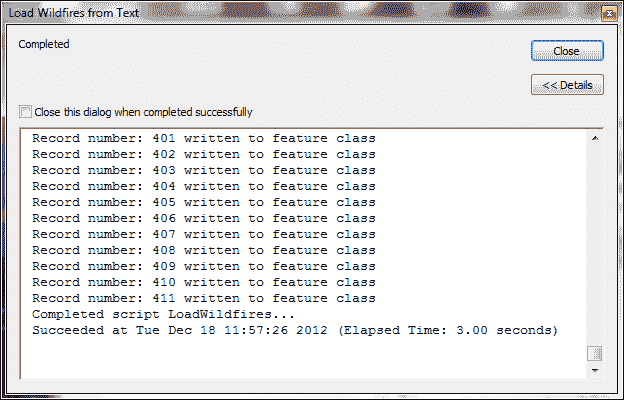 Load Wildfires from Text
Completed
Close
<< Details
Close this dialog when completed successfully
Record number: 401 written to feature class
Record number: 402 written to feature class
Record number: 403 written to feature class
Record number: 404 written to feature class
Record number: 405 written to feature class
Record number: 406 written to feature class
Record number: 407 written to feature class
Record number: 408 written to feature class
Record number: 409 written to feature class
Record number: 410 written to feature class
Record number: 411 written to feature class
Completed script LoadWildfires...
Succeeded at Tue Dec 18 11:57:26 2012 (Elapsed Time: 3.00 seconds)